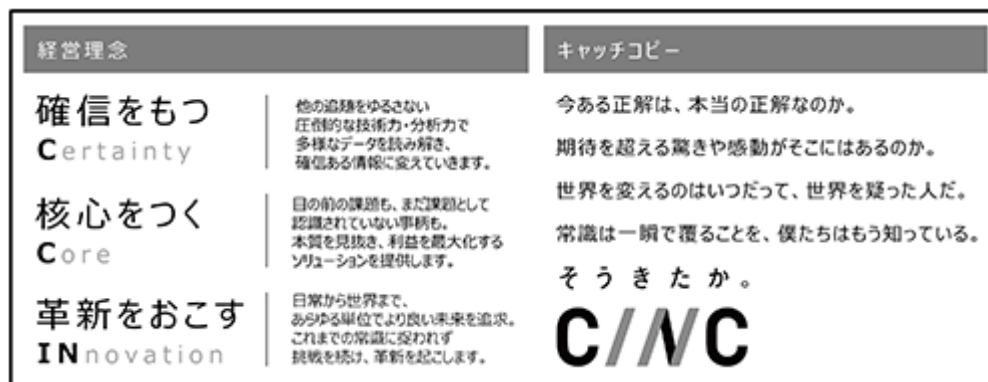 経営理念
確信をもつ
Certainty
他の追随をゆるさない
圧倒的な技術力・分析力で
多様なデータを読み解き、
確信ある情報に変えていきます。
核心をつく
Core
目の前の課題も、まだ課題として
認識されていない事柄も。
本質を見抜き、利益を最大化する
ソリューションを提供します。
革新をおこす
INnovation
日常から世界まで、
あらゆる単位でより良い未来を追求。
これまでの常識に捉われず
挑戦を続け、革新を起こします。
キャッチコピー
今ある正解は、本当の正解なのか。
期待を超える驚きや感動がそこにはあるのか。
世界を変えるのはいつだって、世界を疑った人だ。
常識は一瞬で覆ることを、僕たちはもう知っている。
そうきたか。
CINC